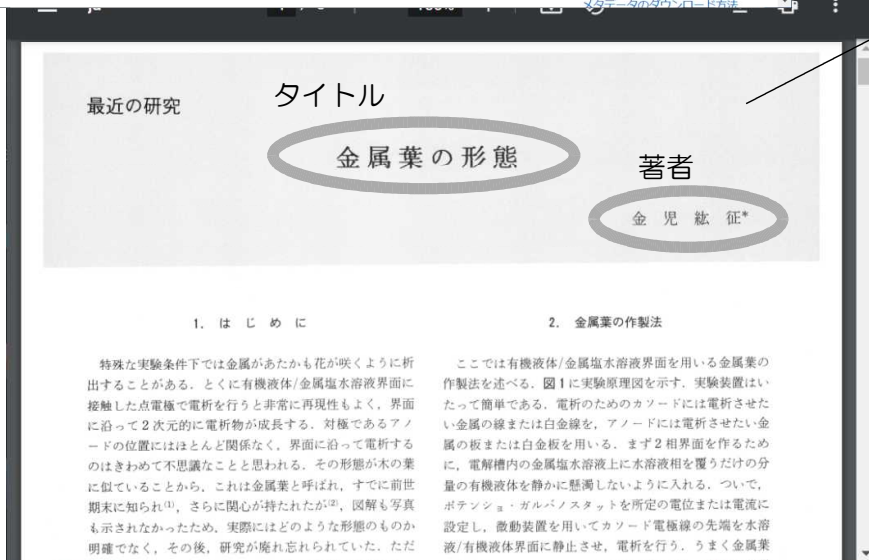 メタデータのダウンロード方法
最近の研究
タイトル
金属葉の形態
著者
金児紘征*
1. はじめに
特殊な実験条件下では金属があたかも花が咲くように析
出することがある．とくに有機液体/金属塩水溶液界面に
接触した点電極で電析を行うと非常に再現性もよく，界面
に沿って2次元的に電析物が成長する．対極であるアノ
ードの位置にはほとんど関係なく，界面に沿って電析する
のはきわめて不思議なことと思われる．その形態が木の葉
に似ていることから，これは金属葉と呼ばれ，すでに前世
期末に知られ(1)，さらに関心が持たれたが(2)，図解も写真
も示されなかったため，実際にはどのような形態のものか
明確でなく，その後，研究が廃れ忘れられていた．ただ
2. 金属葉の作製法
ここでは有機液体/金属塩水溶液界面を用いる金属葉の
作製法を述べる．図1に実験原理図を示す．実験装置はい
たって簡単である．電析のためのカソードには電析させた
い金属の線または白金線を，アノードには電析させたい金
属の板または白金板を用いる．まず2相界面を作るため
に，電解槽内の金属塩水溶液上に水溶液相を覆うだけの分
量の有機液体を静かに懸濁しないように入れる．ついで，
ポテンショ・ガルバノスタットを所定の電位または電流に
設定し，微動装置を用いてカソード電極線の先端を水溶
液/有機液体界面に静止させ，電析を行う．うまく金属葉